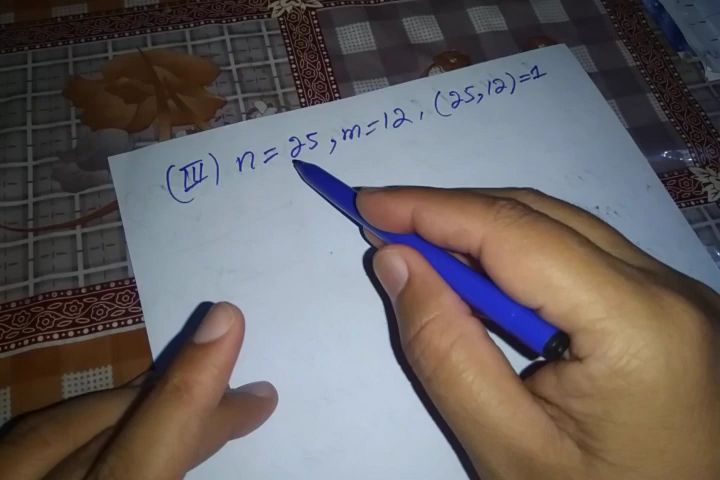 (III) n = 25, m = 12, (25, 12) = 1